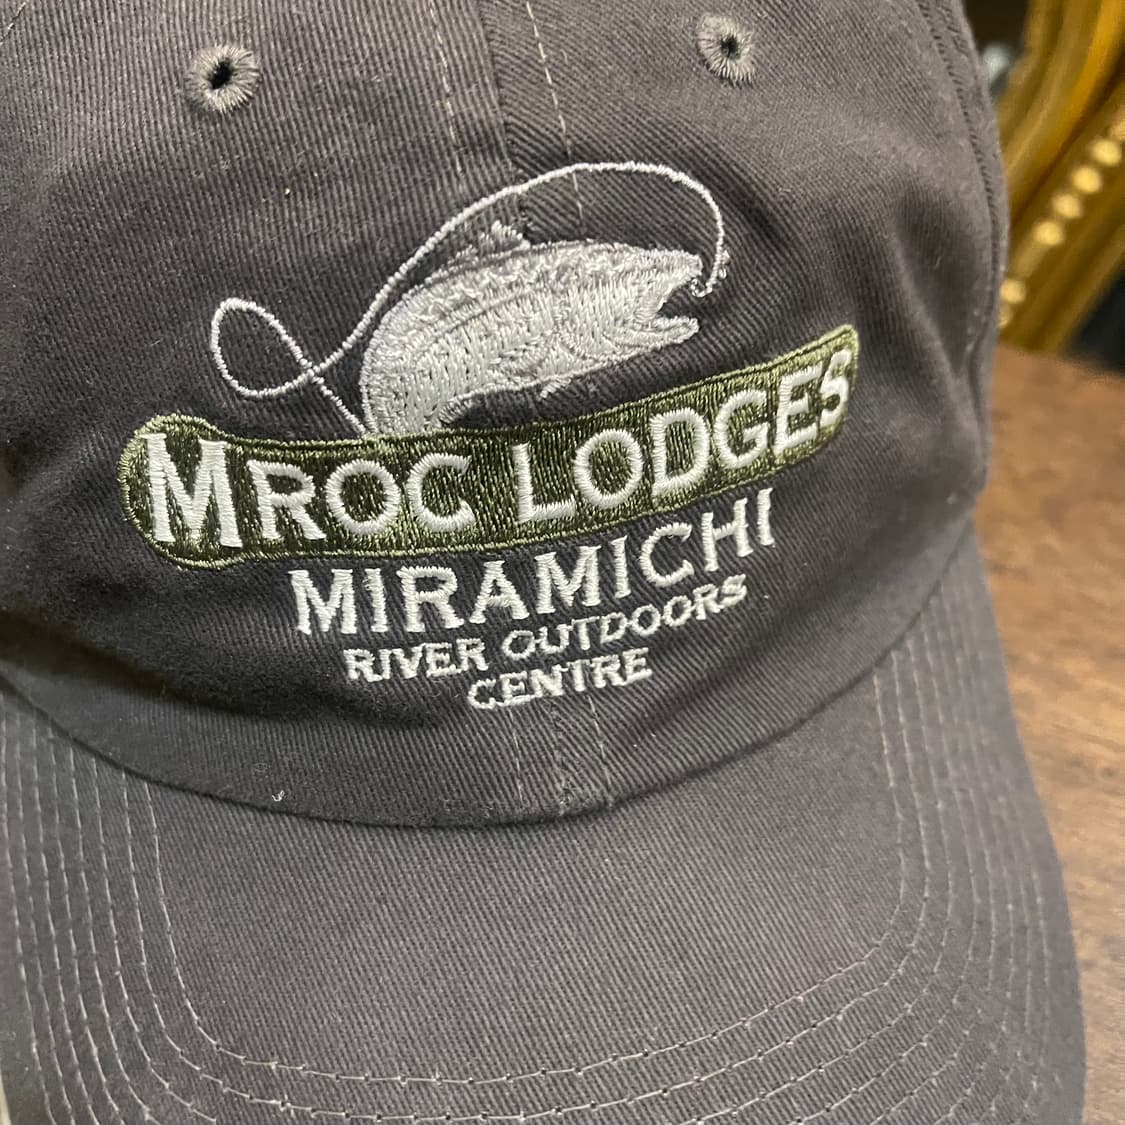 MROC LODGES
MIRAMICHI
RIVER OUTDOORS
CENTRE